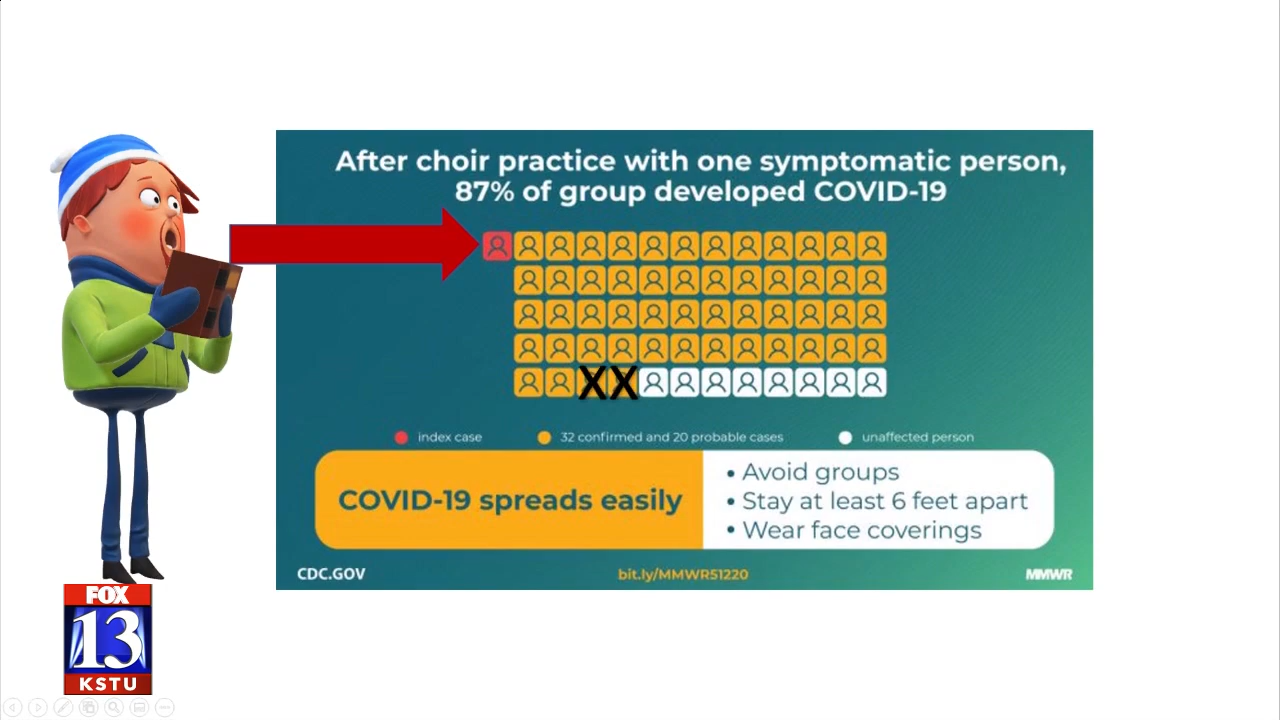 After choir practice with one symptomatic person,
87% of group developed COVID-19
XX
index case
32 confirmed and 20 probable cases
unaffected person
COVID-19 spreads easily
• Avoid groups
• Stay at least 6 feet apart
• Wear face coverings
CDC.GOV
bit.ly/MMWR51220
MMWR
FOX
13
KSTU